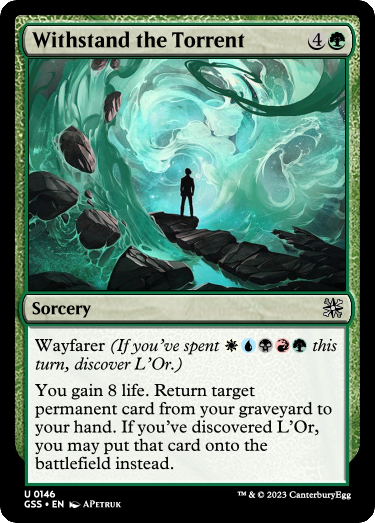 Withstand the Torrent 4
Sorcery
Wayfarer (If you've spent this
turn, discover L'Or.)
You gain 8 life. Return target
permanent card from your graveyard to
your hand. If you've discovered L'Or,
you may put that card onto the
battlefield instead.
U 0146
GSS • EN APetruk
™ & © 2023 CanterburyEgg